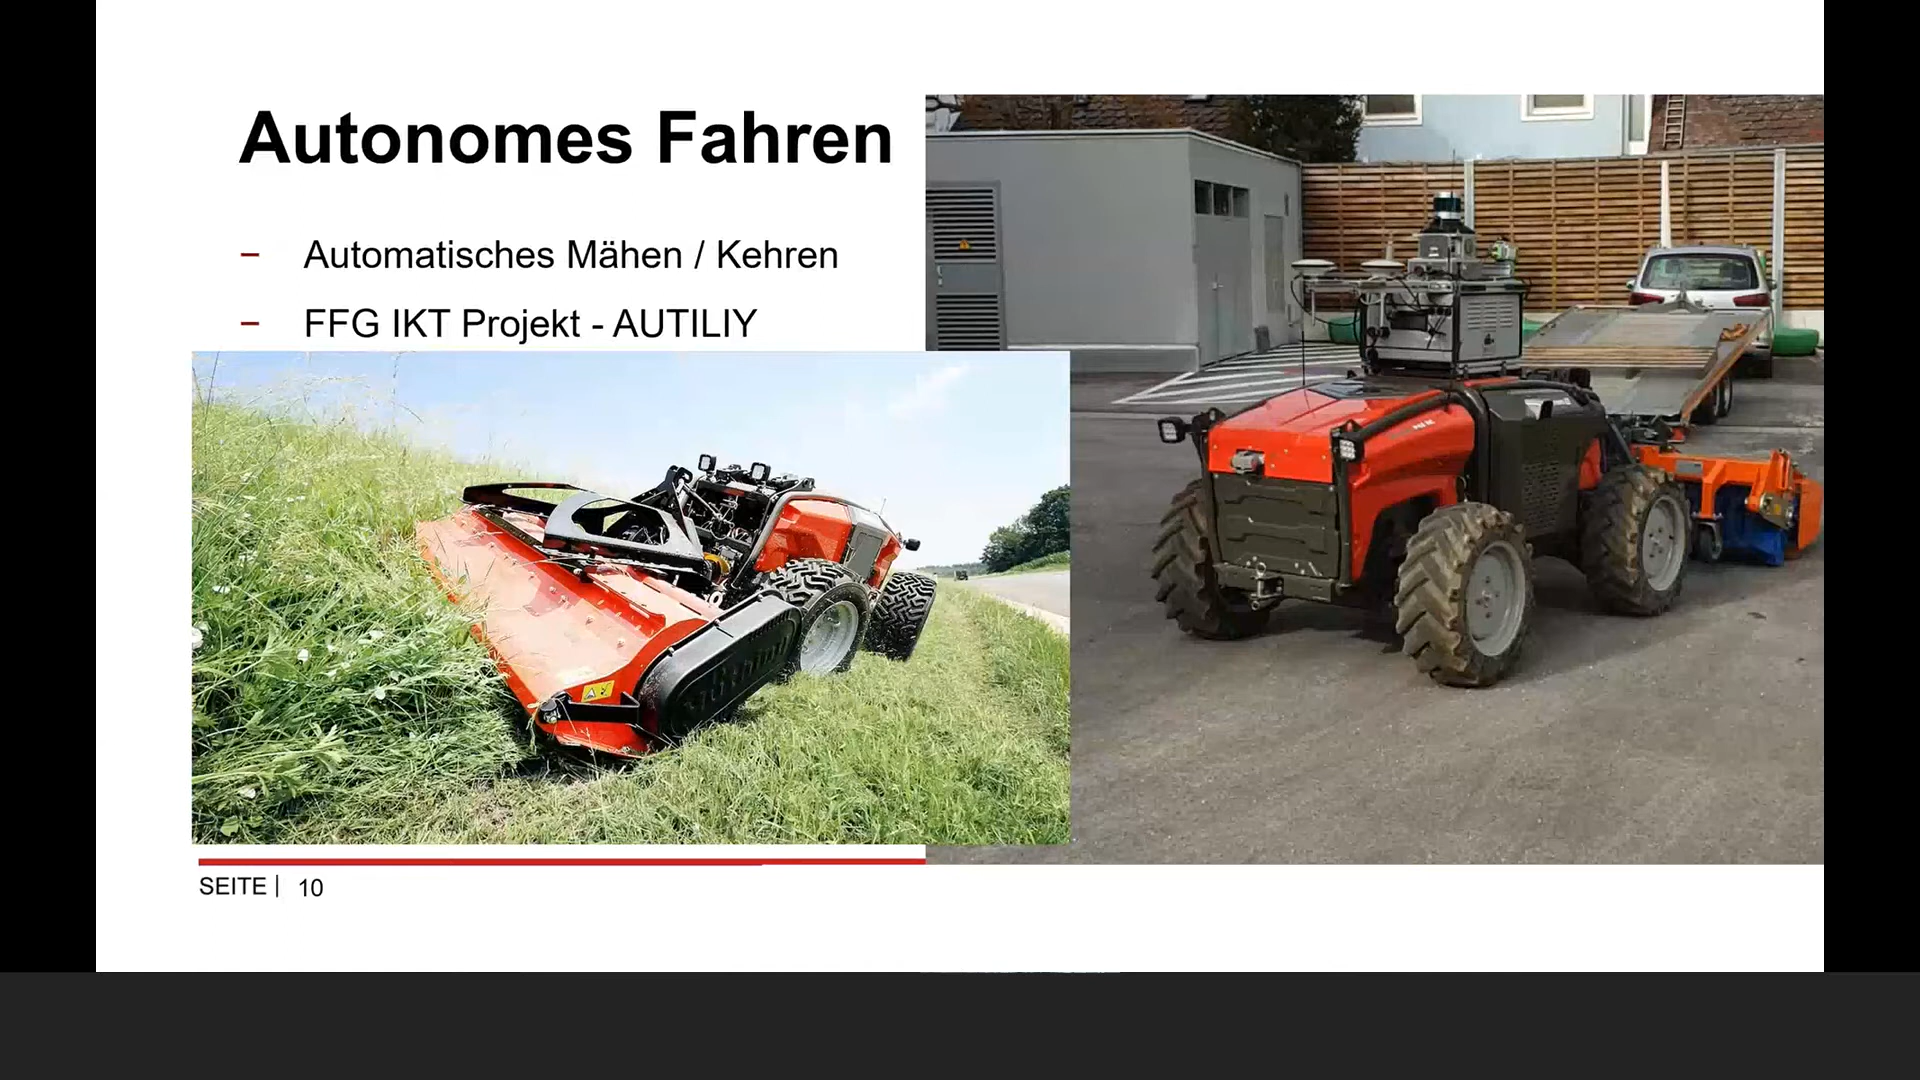 Autonomes Fahren
– Automatisches Mähen / Kehren
– FFG IKT Projekt - AUTILIY
SEITE | 10